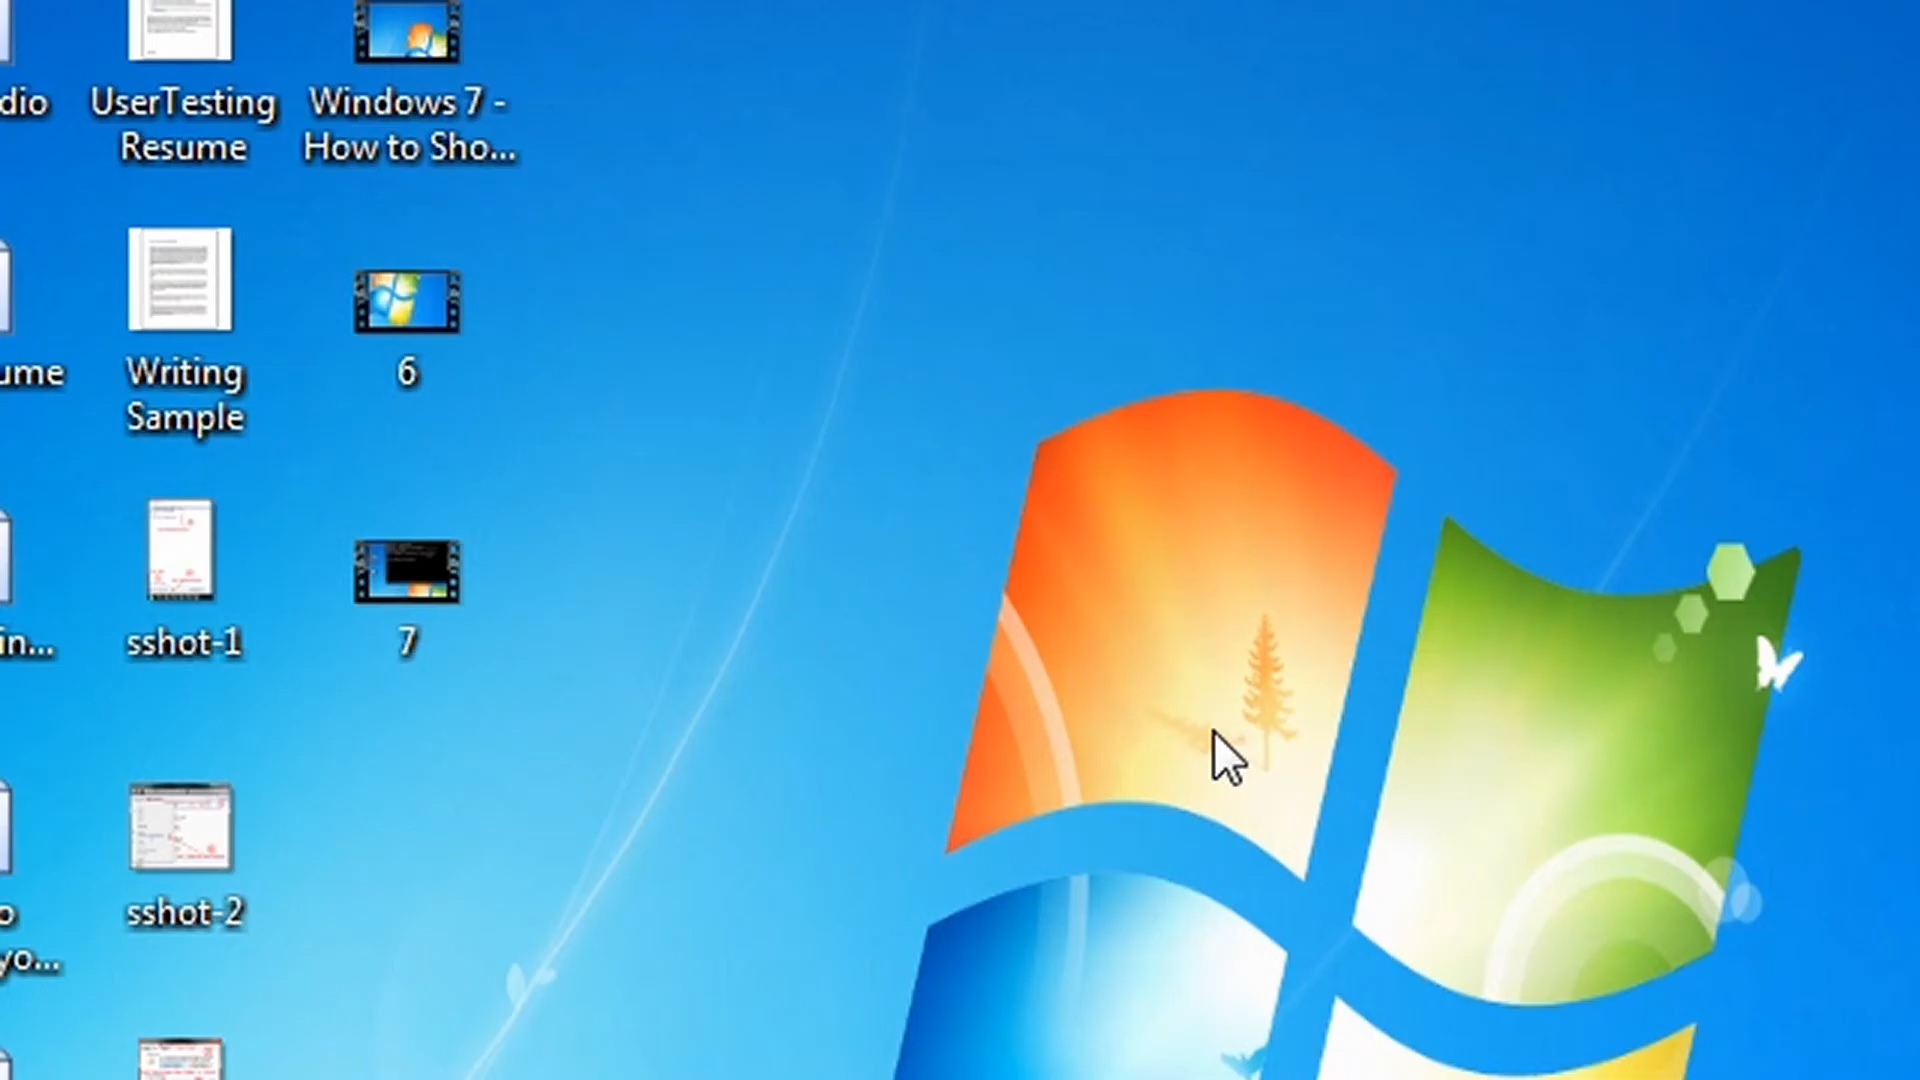 dio
UserTesting
Resume
Windows 7 -
How to Sho...
ume
Writing
Sample
6
in...
sshot-1
7
o
yo...
sshot-2